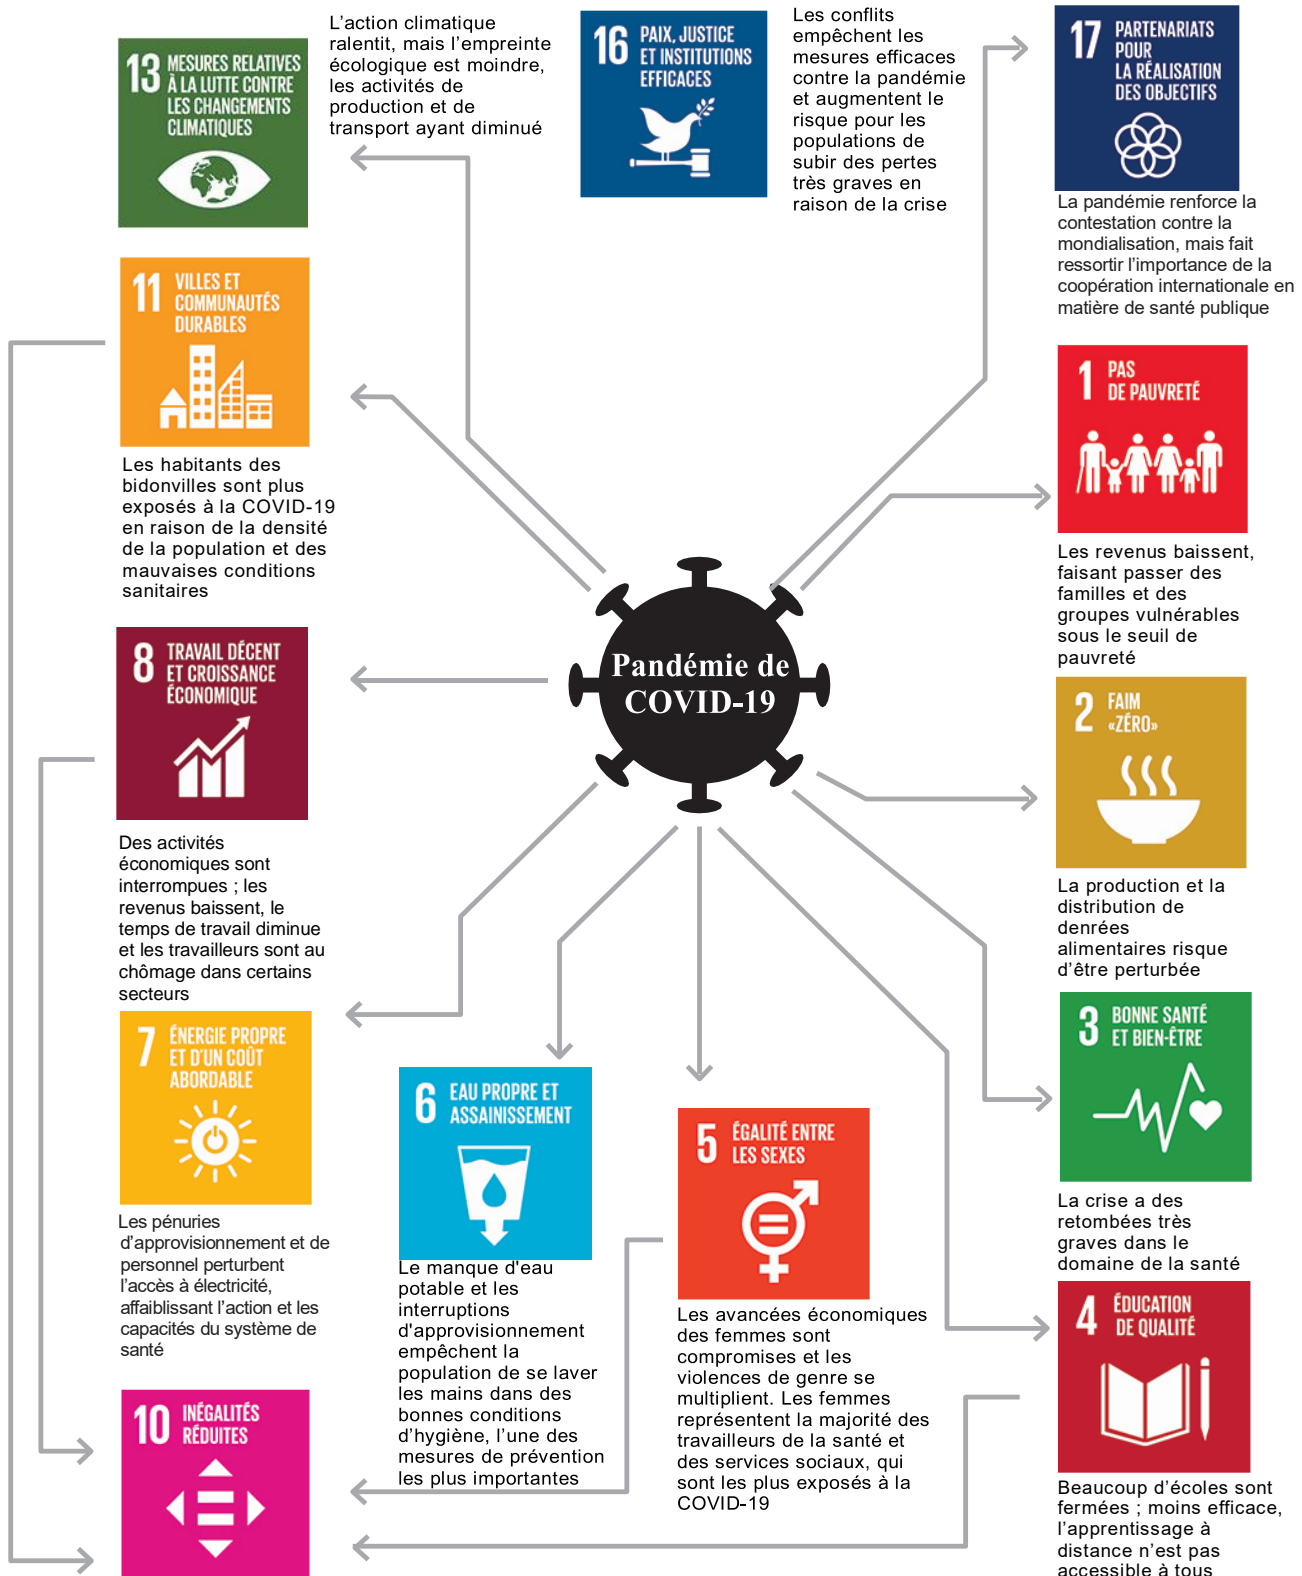 13 MESURES RELATIVES
À LA LUTTE CONTRE
LES CHANGEMENTS
CLIMATIQUES
L’action climatique
ralentit, mais l’empreinte
écologique est moindre,
les activités de
production et de
transport ayant diminué
16 PAIX, JUSTICE
ET INSTITUTIONS
EFFICACES
Les conflits
empêchent les
mesures efficaces
contre la pandémie
et augmentent le
risque pour les
populations de
subir des pertes
très graves en
raison de la crise
17 PARTENARIATS
POUR
LA RÉALISATION
DES OBJECTIFS
La pandémie renforce la
contestation contre la
mondialisation, mais fait
ressortir l’importance de la
coopération internationale en
matière de santé publique
11 VILLES ET
COMMUNAUTÉS
DURABLES
Les habitants des
bidonvilles sont plus
exposés à la COVID-19
en raison de la densité
de la population et des
mauvaises conditions
sanitaires
1 PAS
DE PAUVRETÉ
Les revenus baissent,
faisant passer des
familles et des
groupes vulnérables
sous le seuil de
pauvreté
Pandémie de
COVID-19
8 TRAVAIL DÉCENT
ET CROISSANCE
ÉCONOMIQUE
Des activités
économiques sont
interrompues ; les
revenus baissent, le
temps de travail diminue
et les travailleurs sont au
chômage dans certains
secteurs
2 FAIM
«ZÉRO»
La production et la
distribution de
denrées
alimentaires risque
d’être perturbée
7 ÉNERGIE PROPRE
ET D’UN COÛT
ABORDABLE
Les pénuries
d’approvisionnement et de
personnel perturbent
l’accès à électricité,
affaiblissant l’action et les
capacités du système de
santé
6 EAU PROPRE ET
ASSAINISSEMENT
Le manque d'eau
potable et les
interruptions
d'approvisionnement
empêchent la
population de se laver
les mains dans des
bonnes conditions
d’hygiène, l’une des
mesures de prévention
les plus importantes
5 ÉGALITÉ ENTRE
LES SEXES
Les avancées économiques
des femmes sont
compromises et les
violences de genre se
multiplient. Les femmes
représentent la majorité des
travailleurs de la santé et
des services sociaux, qui
sont les plus exposés à la
COVID-19
3 BONNE SANTÉ
ET BIEN-ÊTRE
La crise a des
retombées très
graves dans le
domaine de la santé
4 ÉDUCATION
DE QUALITÉ
Beaucoup d’écoles sont
fermées ; moins efficace,
l’apprentissage à
distance n’est pas
accessible à tous
10 INÉGALITÉS
RÉDUITES